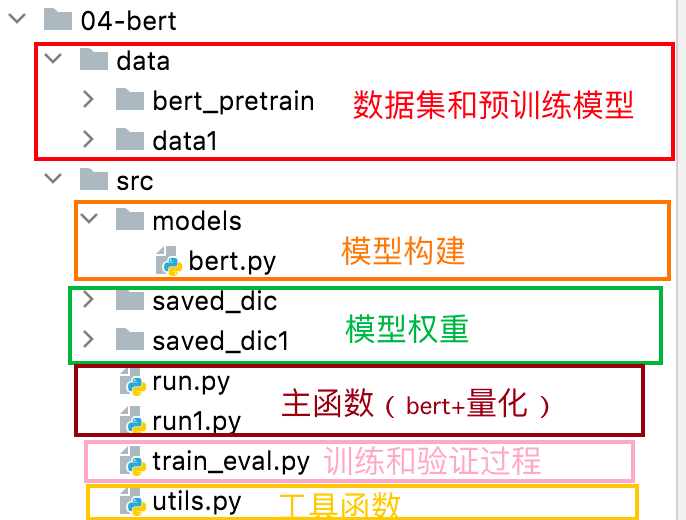 04-bert
data
bert_pretrain
数据集和预训练模型
data1
src
models
bert.py
模型构建
saved_dic
模型权重
saved_dic1
run.py
主函数（bert+量化）
run1.py
train_eval.py 训练和验证过程
utils.py 工具函数